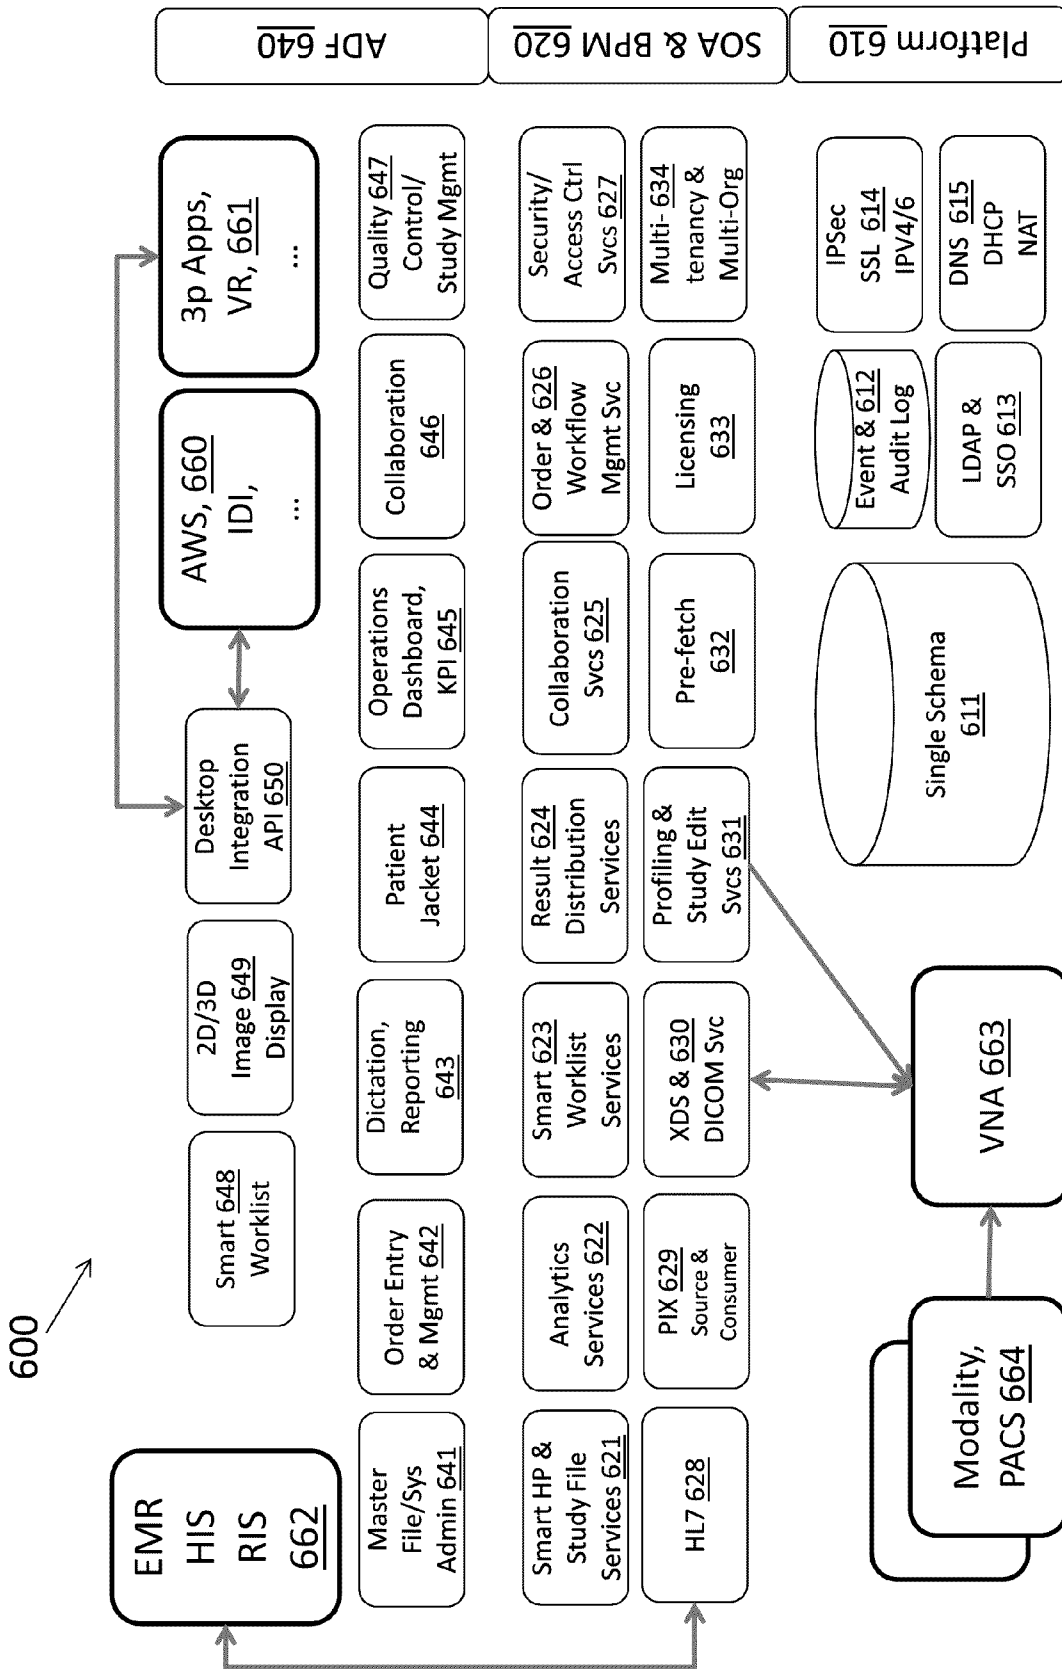 600
EMR
HIS
RIS
662
Smart 648
Worklist
2D/3D
Image 649
Display
Desktop
Integration
API 650
AWS, 660
IDI,
...
3p Apps,
VR, 661
...
ADF 640
Master
File/Sys
Admin 641
Order Entry
& Mgmt 642
Dictation,
Reporting
643
Patient
Jacket 644
Operations
Dashboard,
KPI 645
Collaboration
646
Quality 647
Control/
Study Mgmt
SOA & BPM 620
Smart HP &
Study File
Services 621
Analytics
Services 622
Smart 623
Worklist
Services
Result 624
Distribution
Services
Collaboration
Svcs 625
Order & 626
Workflow
Mgmt Svc
Security/
Access Ctrl
Svcs 627
HL7 628
PIX 629
Source &
Consumer
XDS & 630
DICOM Svc
Profiling &
Study Edit
Svcs 631
Pre-fetch
632
Licensing
633
Multi- 634
tenancy &
Multi-Org
Platform 610
Modality,
PACS 664
VNA 663
Single Schema
611
Event & 612
Audit Log
LDAP &
SSO 613
IPSec
SSL 614
IPV4/6
DNS 615
DHCP
NAT